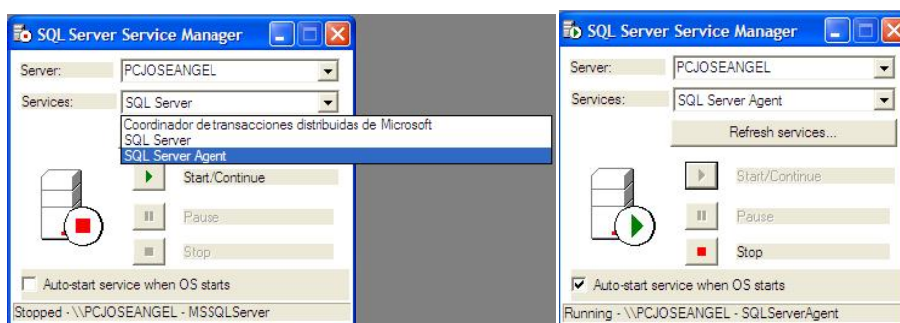 SQL Server Service Manager
Server: PCJOSEANGEL
Services: SQL Server
Coordinador de transacciones distribuidas de Microsoft
SQL Server
SQL Server Agent
Start/Continue
Pause
Stop
Auto-start service when OS starts
Stopped - \\PCJOSEANGEL - MSSQLServer
SQL Server Service Manager
Server: PCJOSEANGEL
Services: SQL Server Agent
Refresh services...
Start/Continue
Pause
Stop
Auto-start service when OS starts
Running - \\PCJOSEANGEL - SQLServerAgent